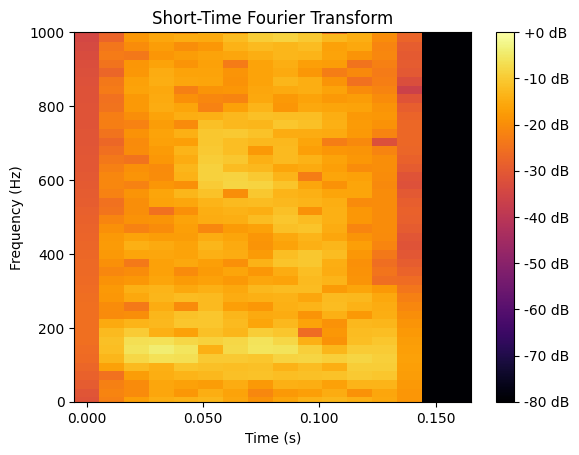 Short-Time Fourier Transform
1000
800
600
400
200
0
Frequency (Hz)
0.000
0.050
0.100
0.150
Time (s)
+0 dB
-10 dB
-20 dB
-30 dB
-40 dB
-50 dB
-60 dB
-70 dB
-80 dB